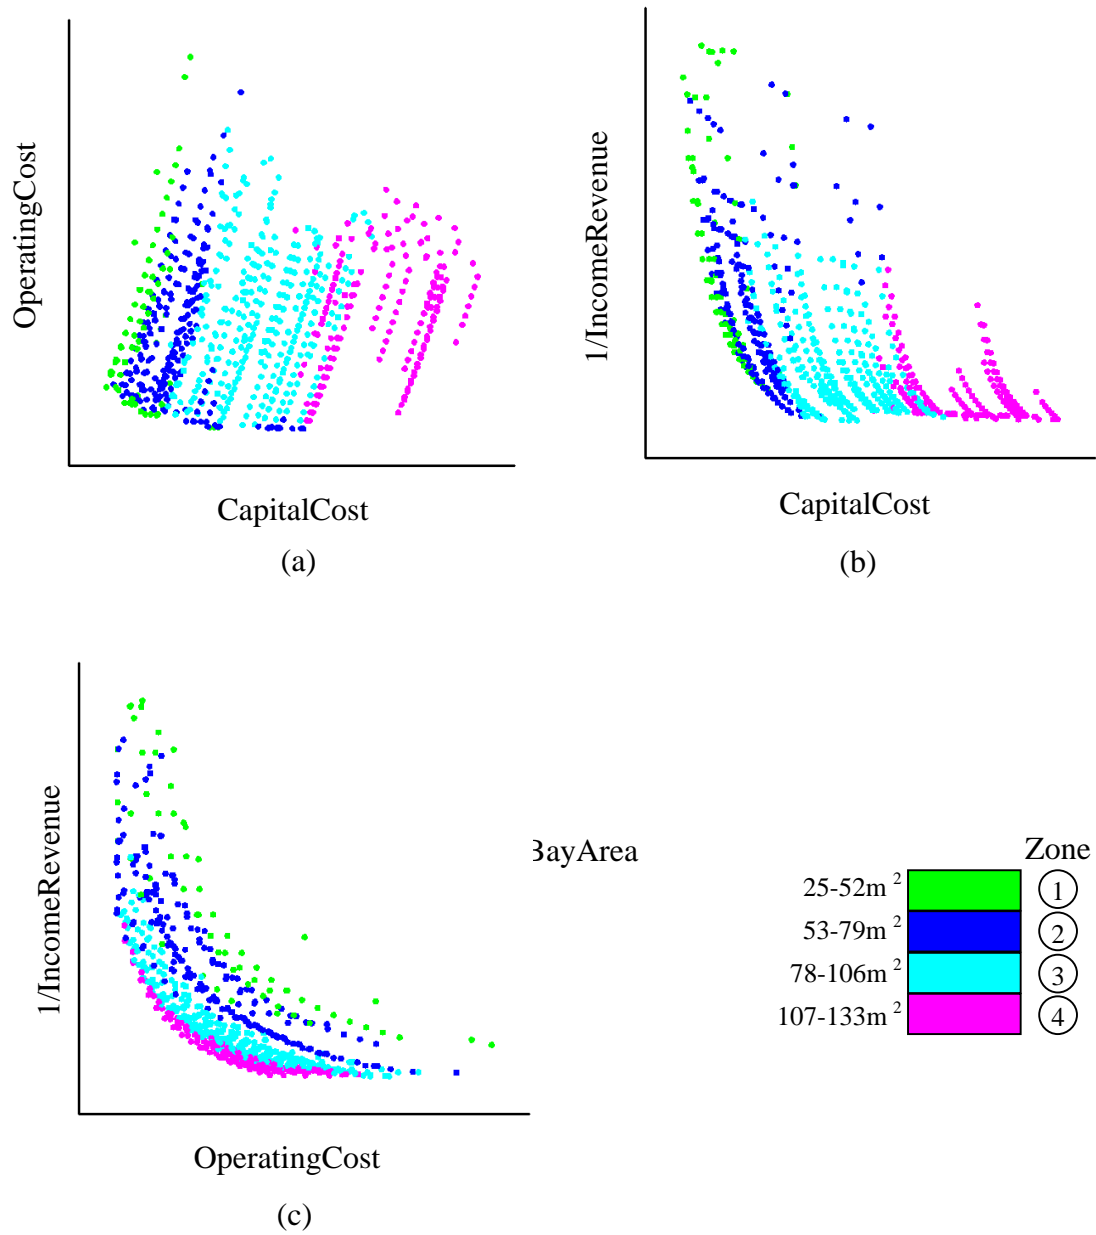 OperatingCost
CapitalCost
(a)
1/IncomeRevenue
CapitalCost
(b)
1/IncomeRevenue
OperatingCost
(c)
BayArea
Zone
25-52m 2 1
53-79m 2 2
78-106m 2 3
107-133m 2 4